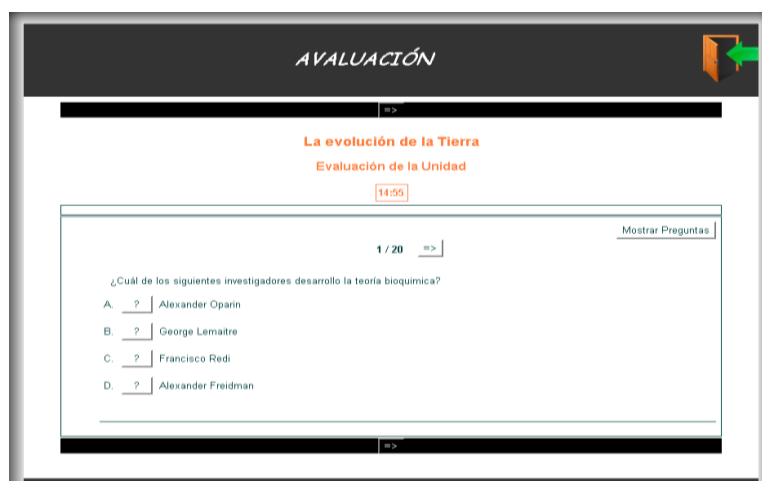 AVALUACIÓN
=>
La evolución de la Tierra
Evaluación de la Unidad
14:55
Mostrar Preguntas
1 / 20 =>
¿Cuál de los siguientes investigadores desarrollo la teoría bioquimica?
A. ? Alexander Oparin
B. ? George Lemaitre
C. ? Francisco Redi
D. ? Alexander Freidman
=>